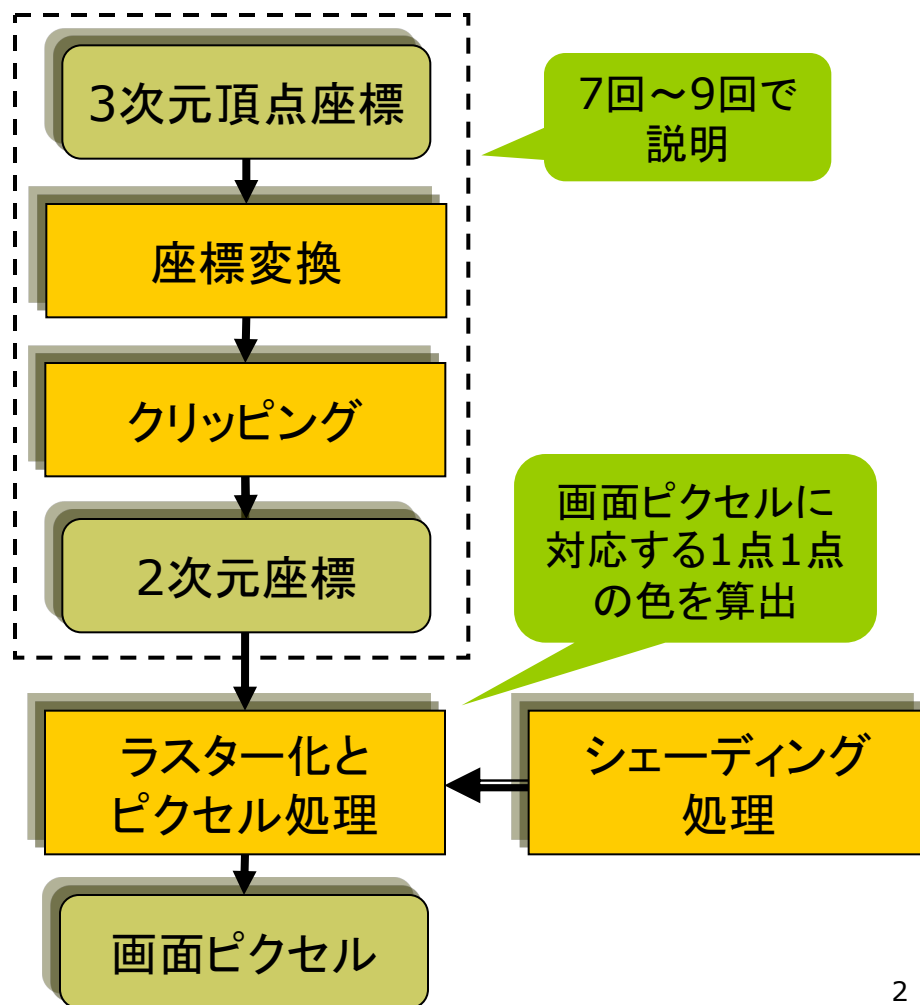 3次元頂点座標
7回～9回で
説明
座標変換
クリッピング
2次元座標
画面ピクセルに
対応する1点1点
の色を算出
ラスター化と
ピクセル処理
シェーディング
処理
画面ピクセル
2